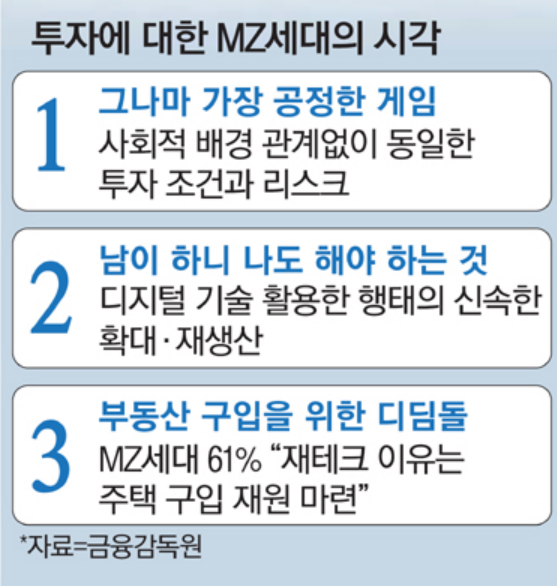 투자에 대한 MZ세대의 시각
1
그나마 가장 공정한 게임
사회적 배경 관계없이 동일한
투자 조건과 리스크
2
남이 하니 나도 해야 하는 것
디지털 기술 활용한 행태의 신속한
확대·재생산
3
부동산 구입을 위한 디딤돌
MZ세대 61% “재테크 이유는
주택 구입 재원 마련”
*자료=금융감독원